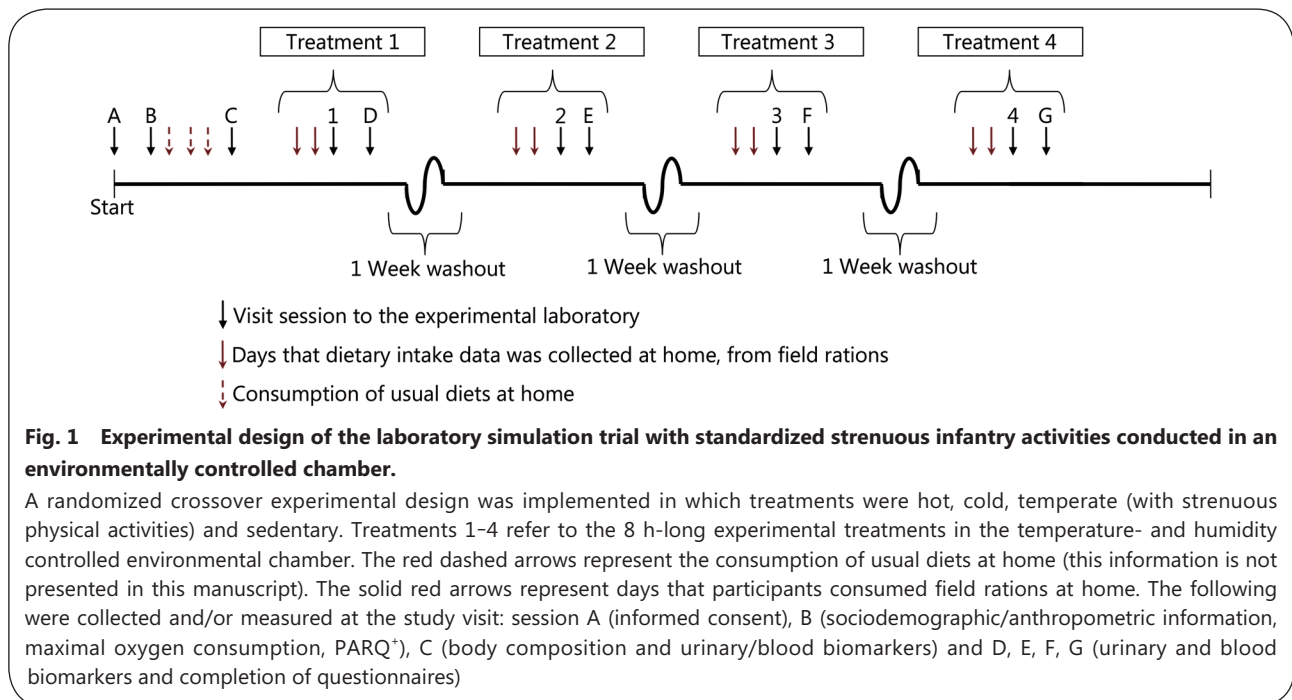 Treatment 1 Treatment 2 Treatment 3 Treatment 4
A B C 1 D 2 E 3 F 4 G
Start
1 Week washout 1 Week washout 1 Week washout
Visit session to the experimental laboratory
Days that dietary intake data was collected at home, from field rations
Consumption of usual diets at home
Fig. 1 Experimental design of the laboratory simulation trial with standardized strenuous infantry activities conducted in an
environmentally controlled chamber.
A randomized crossover experimental design was implemented in which treatments were hot, cold, temperate (with strenuous
physical activities) and sedentary. Treatments 1–4 refer to the 8 h-long experimental treatments in the temperature- and humidity
controlled environmental chamber. The red dashed arrows represent the consumption of usual diets at home (this information is not
presented in this manuscript). The solid red arrows represent days that participants consumed field rations at home. The following
were collected and/or measured at the study visit: session A (informed consent), B (sociodemographic/anthropometric information,
maximal oxygen consumption, PARQ⁺), C (body composition and urinary/blood biomarkers) and D, E, F, G (urinary and blood
biomarkers and completion of questionnaires)